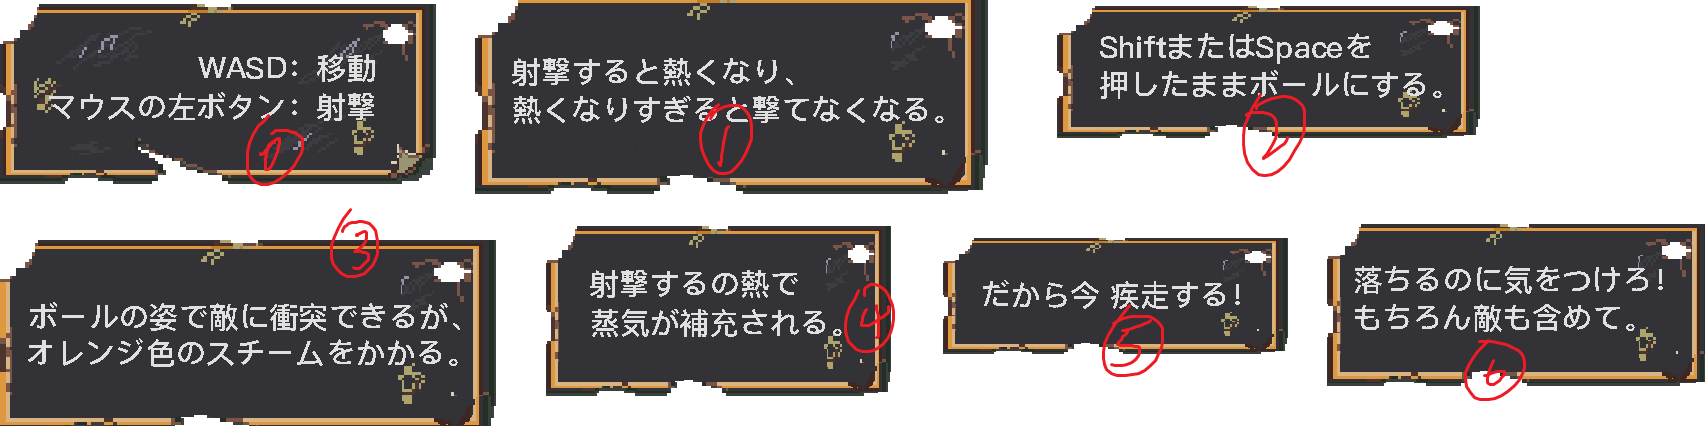 WASD：移動
マウスの左ボタン：射撃
0
射撃すると熱くなり、
熱くなりすぎると撃てなくなる。
1
ShiftまたはSpaceを
押したままボールにする。
2
3
ボールの姿で敵に衝突できるが、
オレンジ色のスチームをかかる。
射撃するの熱で
蒸気が補充される。
4
だから今 疾走する！
5
落ちるのに気をつけろ！
もちろん敵も含めて。
6